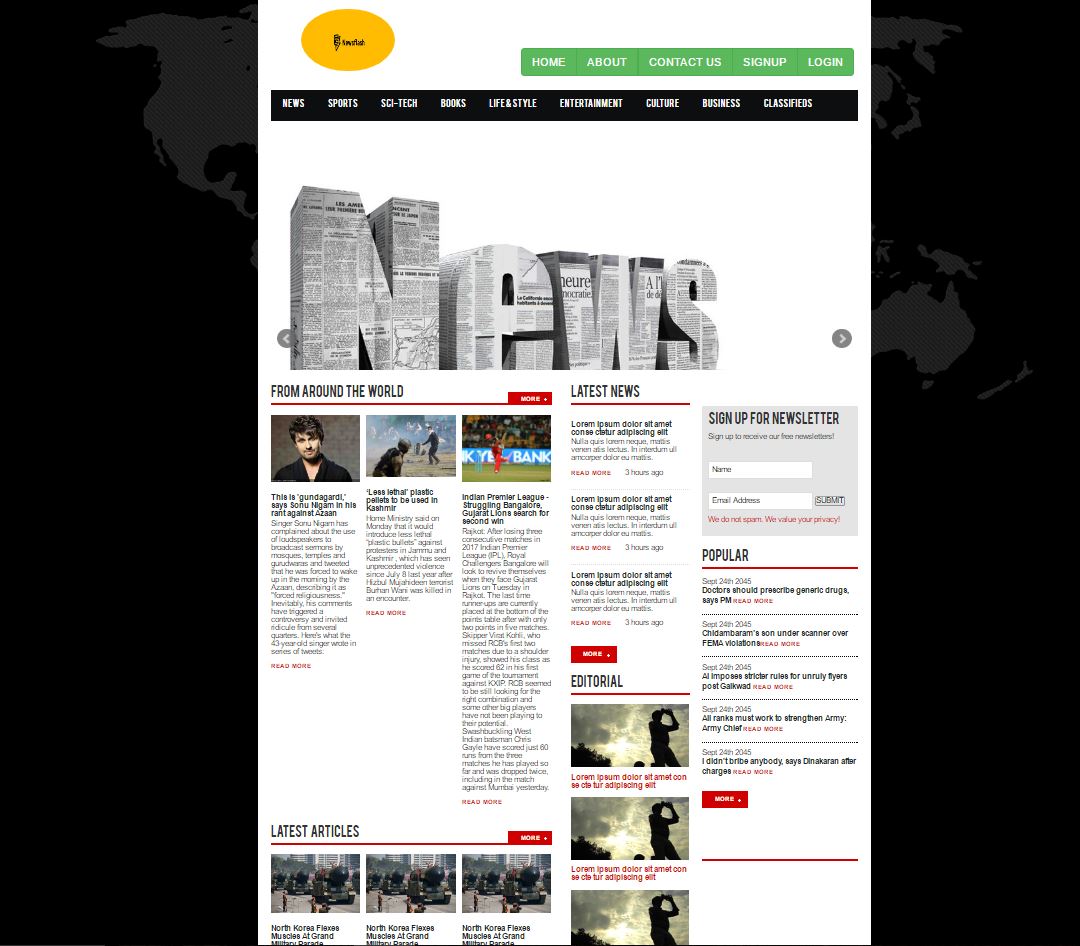 Newsflash
HOME ABOUT CONTACT US SIGNUP LOGIN
NEWS SPORTS SCI-TECH BOOKS LIFE&STYLE ENTERTAINMENT CULTURE BUSINESS CLASSIFIEDS
News
FROM AROUND THE WORLD
MORE +
This is 'gundagardi,'
says Sonu Nigam in his
rant against Azaan
Singer Sonu Nigam has
complained about the use
of loudspeakers to
broadcast sermons by
mosques, temples and
gurudwaras and tweeted
that he was forced to wake
up in the morning by the
Azaan, describing it as
"forced religiousness."
Inevitably, his comments
have triggered a
controversy and invited
ridicule from several
quarters. Here's what the
43-year-old singer wrote in
series of tweets:
READ MORE
'Less lethal' plastic
pellets to be used in
Kashmir
Home Ministry said on
Monday that it would
introduce less lethal
"plastic bullets" against
protesters in Jammu and
Kashmir , which has seen
unprecedented violence
since July 8 last year after
Hizbul Mujahideen terrorist
Burhan Wani was killed in
an encounter.
READ MORE
KYE BANK
Indian Premier League -
Struggling Bangalore,
Gujarat Lions search for
second win
Rajkot: After losing three
consecutive matches in
2017 Indian Premier
League (IPL), Royal
Challengers Bangalore will
look to revive themselves
when they face Gujarat
Lions on Tuesday in
Rajkot. The last time
runner-ups are currently
placed at the bottom of the
points table after with only
two points in five matches.
Skipper Virat Kohli, who
missed RCB's first two
matches due to a shoulder
injury, showed his class as
he scored 62 in his first
game of the tournament
against KXIP. RCB seemed
to be still looking for the
right combination and
some other big players
have not been playing to
their potential.
Swashbuckling West
Indian batsman Chris
Gayle have scored just 60
runs from the three
matches he has played so
far and was dropped twice,
including in the match
against Mumbai yesterday.
READ MORE
LATEST ARTICLES
MORE +
North Korea Flexes
Muscles At Grand
Military Parade
North Korea Flexes
Muscles At Grand
Military Parade
North Korea Flexes
Muscles At Grand
Military Parade
LATEST NEWS
Lorem ipsum dolor sit amet
conse ctetur adipiscing elit
Nulla quis lorem neque, mattis
venen atis lectus. In interdum ull
amcorper dolor eu mattis.
READ MORE 3 hours ago
Lorem ipsum dolor sit amet
conse ctetur adipiscing elit
Nulla quis lorem neque, mattis
venen atis lectus. In interdum ull
amcorper dolor eu mattis.
READ MORE 3 hours ago
Lorem ipsum dolor sit amet
conse ctetur adipiscing elit
Nulla quis lorem neque, mattis
venen atis lectus. In interdum ull
amcorper dolor eu mattis.
READ MORE 3 hours ago
MORE +
EDITORIAL
Lorem ipsum dolor sit amet con
se cte tur adipiscing elit
Lorem ipsum dolor sit amet con
se cte tur adipiscing elit
SIGN UP FOR NEWSLETTER
Sign up to receive our free newsletters!
Name
Email Address SUBMIT
We do not spam. We value your privacy!
POPULAR
Sept 24th 2045
Doctors should prescribe generic drugs,
says PM READ MORE
Sept 24th 2045
Chidambaram's son under scanner over
FEMA violationsREAD MORE
Sept 24th 2045
AI imposes stricter rules for unruly flyers
post Gaikwad READ MORE
Sept 24th 2045
All ranks must work to strengthen Army:
Army Chief READ MORE
Sept 24th 2045
I didn't bribe anybody, says Dinakaran after
charges READ MORE
MORE +